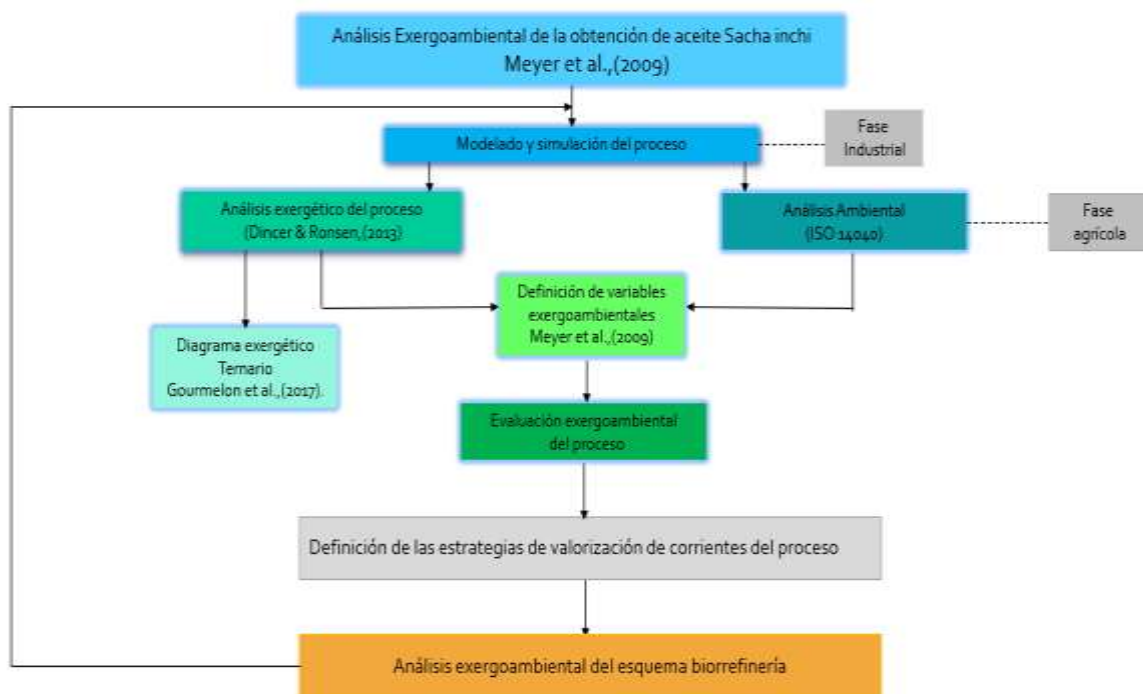 Análisis Exergoambiental de la obtención de aceite Sacha inchi
Meyer et al.,(2009)
Modelado y simulación del proceso
Fase
Industrial
Análisis exergético del proceso
(Dincer & Ronsen,(2013)
Análisis Ambiental
(ISO 14040)
Fase
agrícola
Definición de variables
exergoambientales
Meyer et al.,(2009)
Diagrama exergético
Ternario
Gourmelon et al.,(2017).
Evaluación exergoambiental
del proceso
Definición de las estrategias de valorización de corrientes del proceso
Análisis exergoambiental del esquema biorrefinería